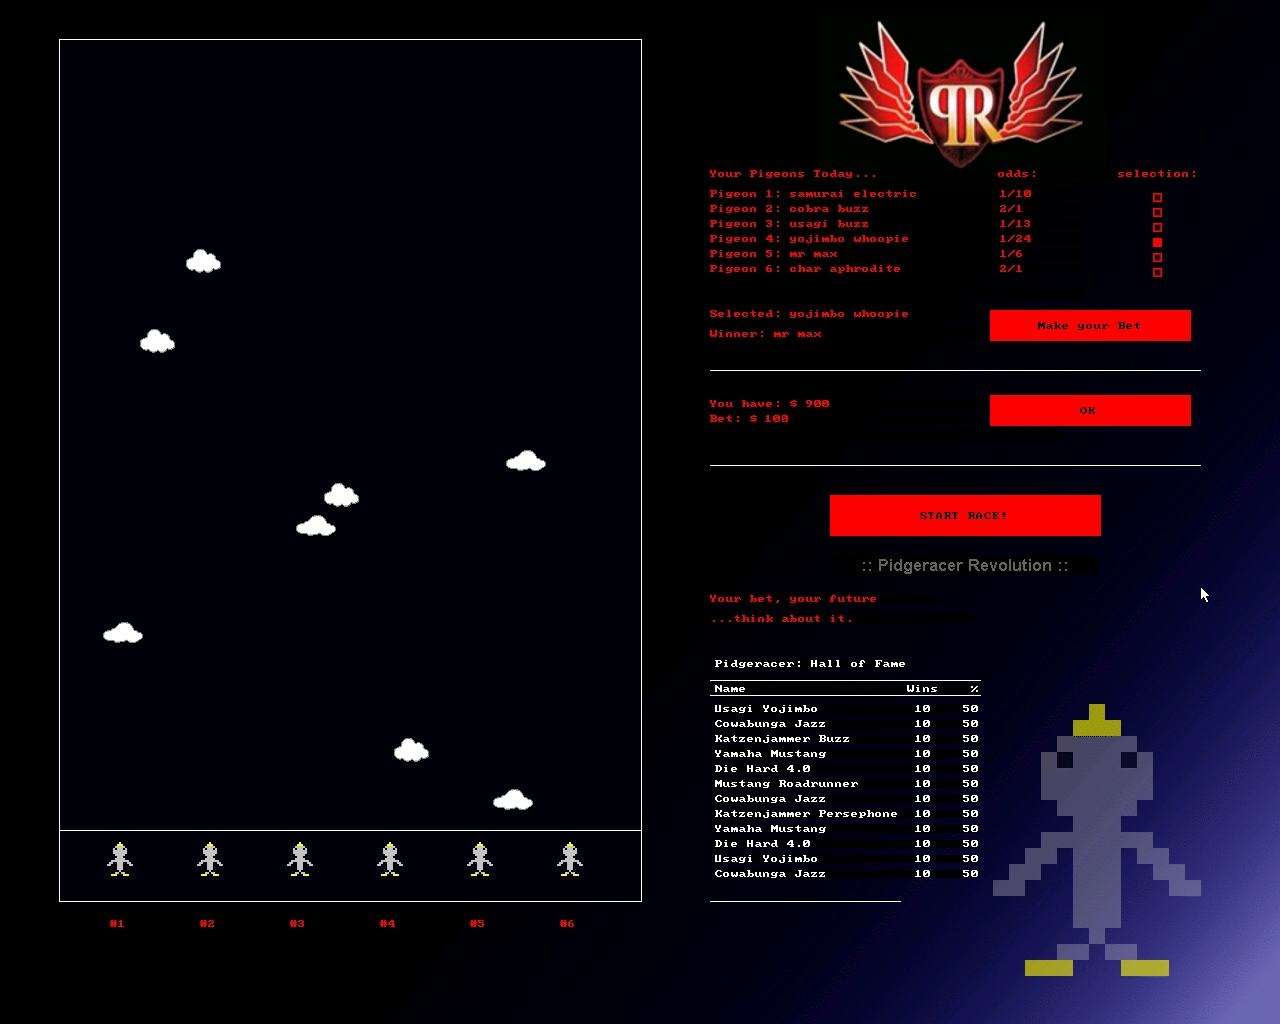 PR
Your Pigeons Today... odds: selection:
Pigeon 1: samurai electric 1/10
Pigeon 2: cobra buzz 2/1
Pigeon 3: usagi buzz 1/13
Pigeon 4: yojimbo whoopie 1/24
Pigeon 5: mr max 1/6
Pigeon 6: char aphrodite 2/1
Selected: yojimbo whoopie
Make your Bet
Winner: mr max
You have: $ 900
Bet: $ 100
OK
START RACE!
:: Pidgeracer Revolution ::
Your bet, your future
...think about it.
Pidgeracer: Hall of Fame
Name Wins %
Usagi Yojimbo 10 50
Cowabunga Jazz 10 50
Katzenjammer Buzz 10 50
Yamaha Mustang 10 50
Die Hard 4.0 10 50
Mustang Roadrunner 10 50
Cowabunga Jazz 10 50
Katzenjammer Persephone 10 50
Yamaha Mustang 10 50
Die Hard 4.0 10 50
Usagi Yojimbo 10 50
Cowabunga Jazz 10 50
#1 #2 #3 #4 #5 #6